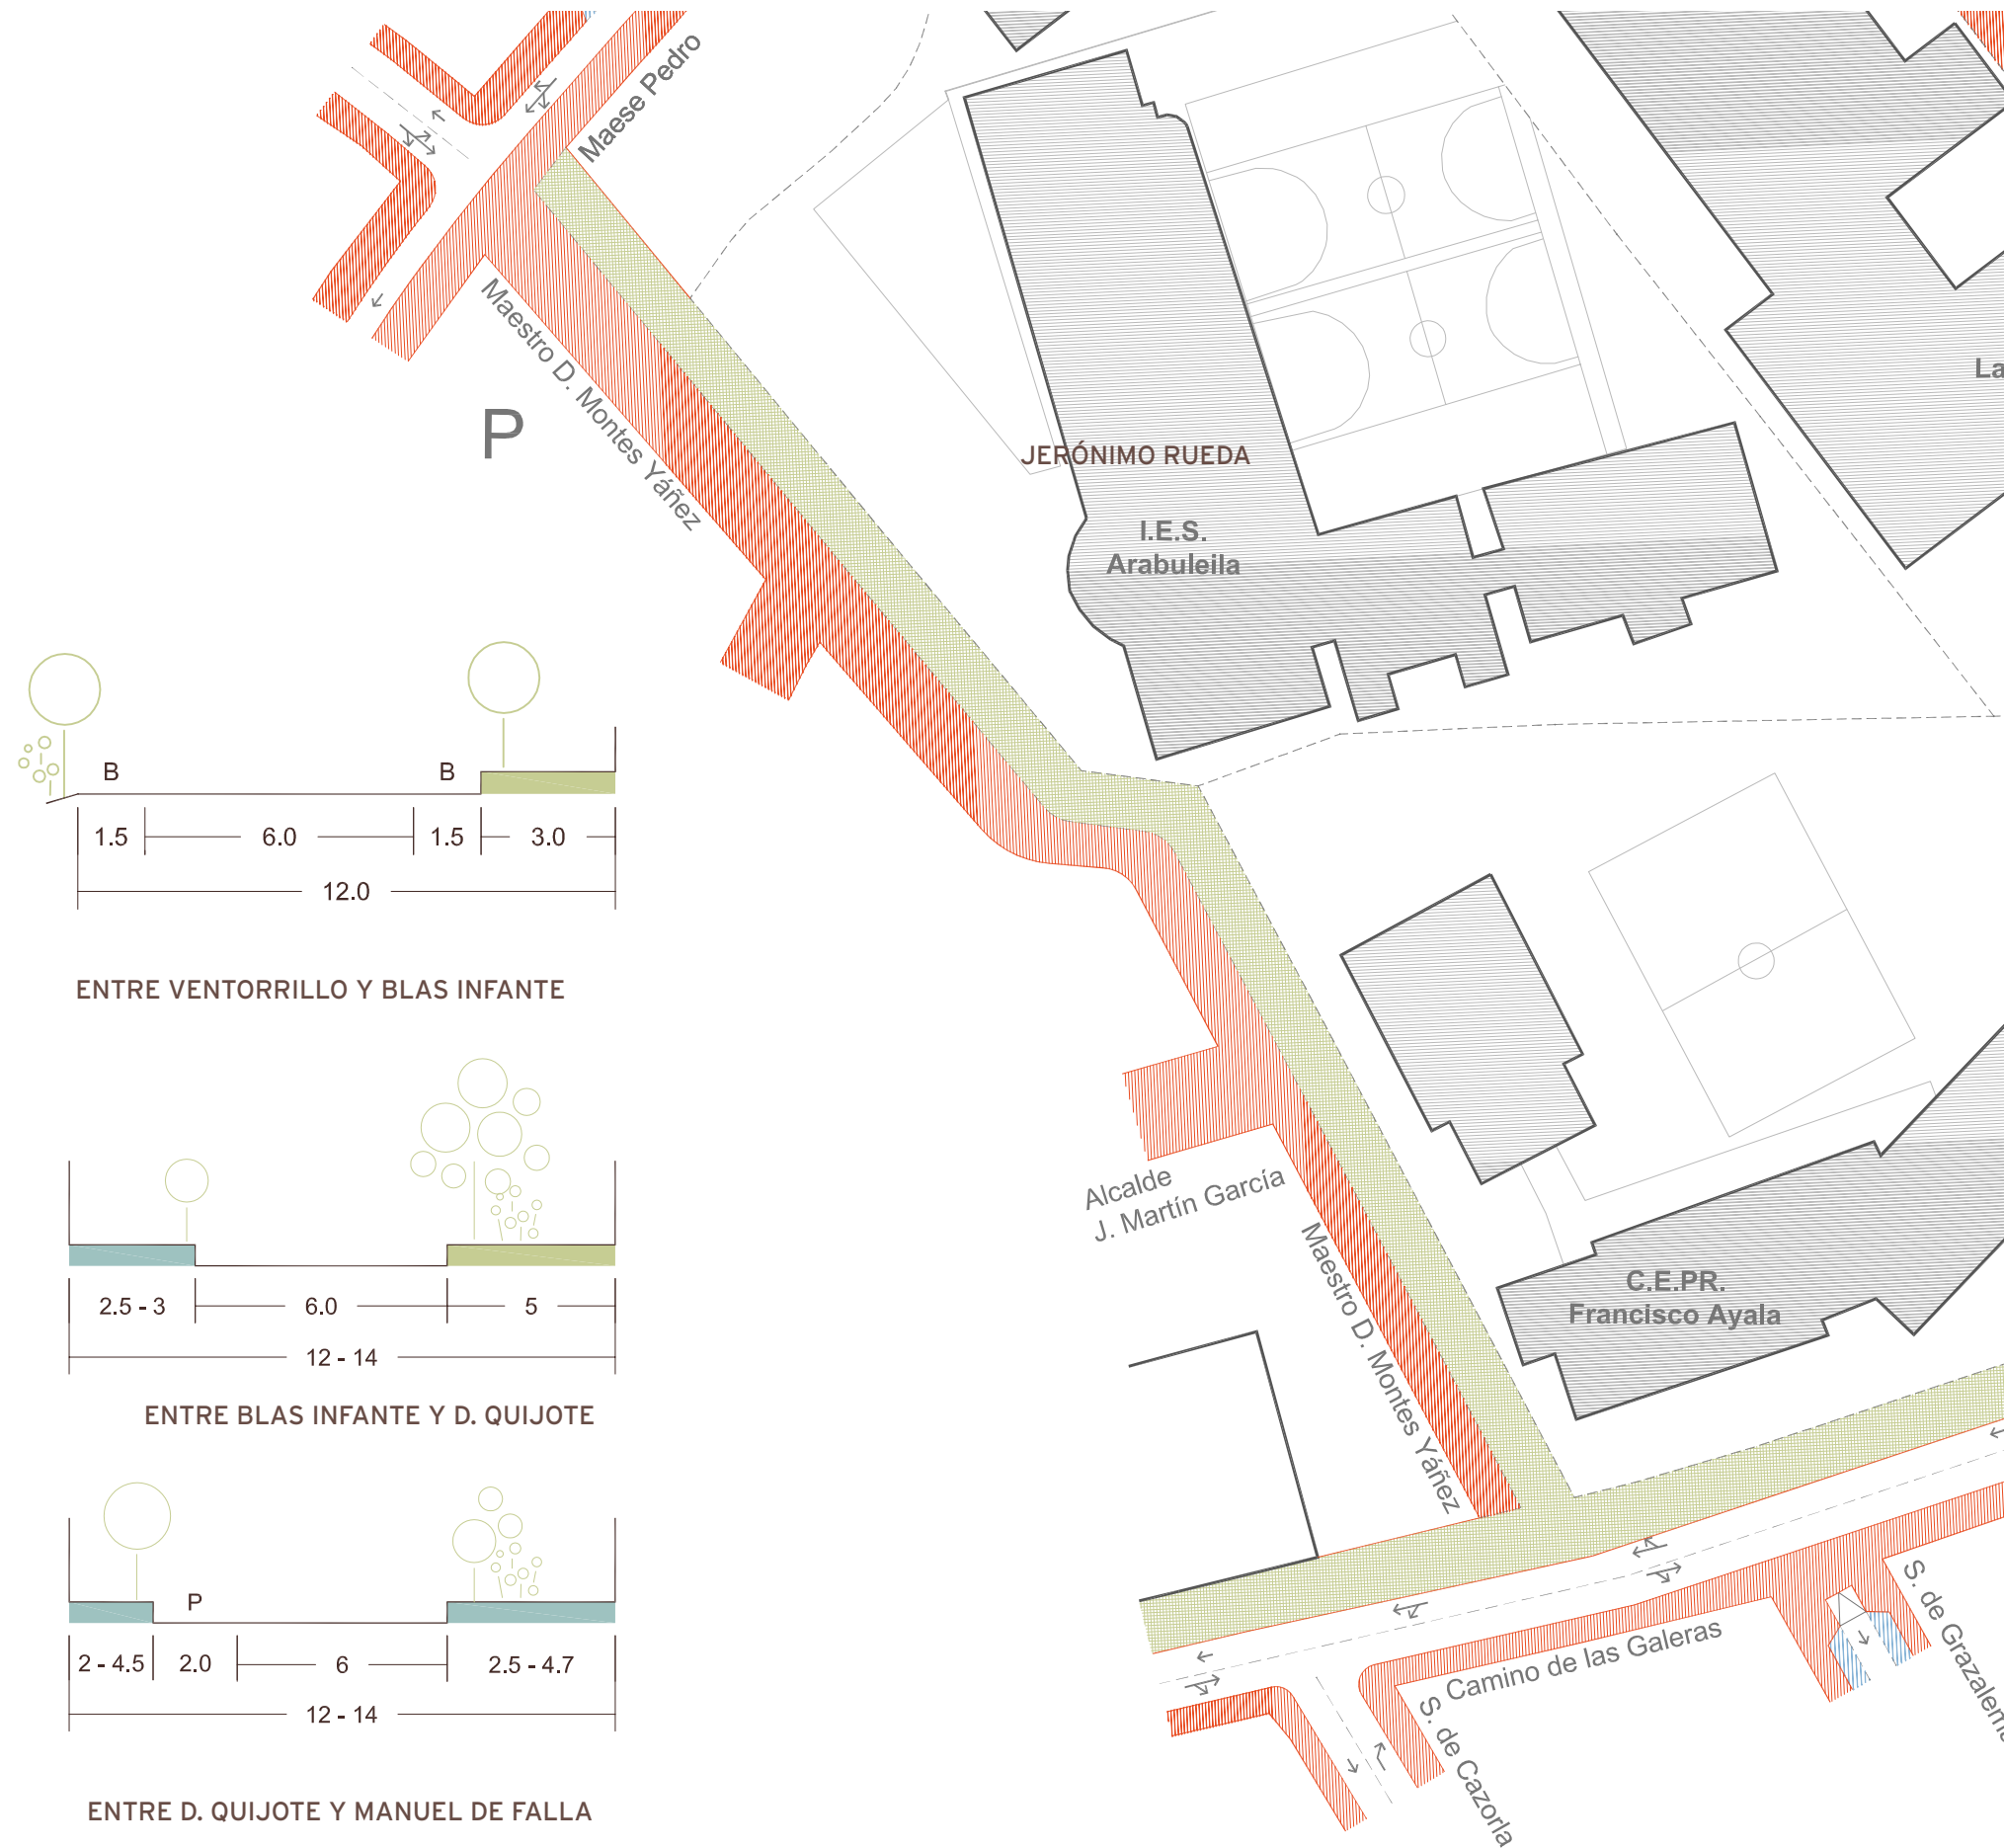 Maese Pedro
Maestro D. Montes Yáñez
P
La
JERÓNIMO RUEDA
I.E.S.
Arabuleila
B
B
1.5
6.0
1.5
3.0
12.0
ENTRE VENTORRILLO Y BLAS INFANTE
2.5 - 3
6.0
5
12 - 14
ENTRE BLAS INFANTE Y D. QUIJOTE
P
2 - 4.5
2.0
6
2.5 - 4.7
12 - 14
ENTRE D. QUIJOTE Y MANUEL DE FALLA
Alcalde
J. Martín García
Maestro D. Montes Yáñez
C.E.PR.
Francisco Ayala
Camino de las Galeras
S. de Cazorla
S. de Grazalema